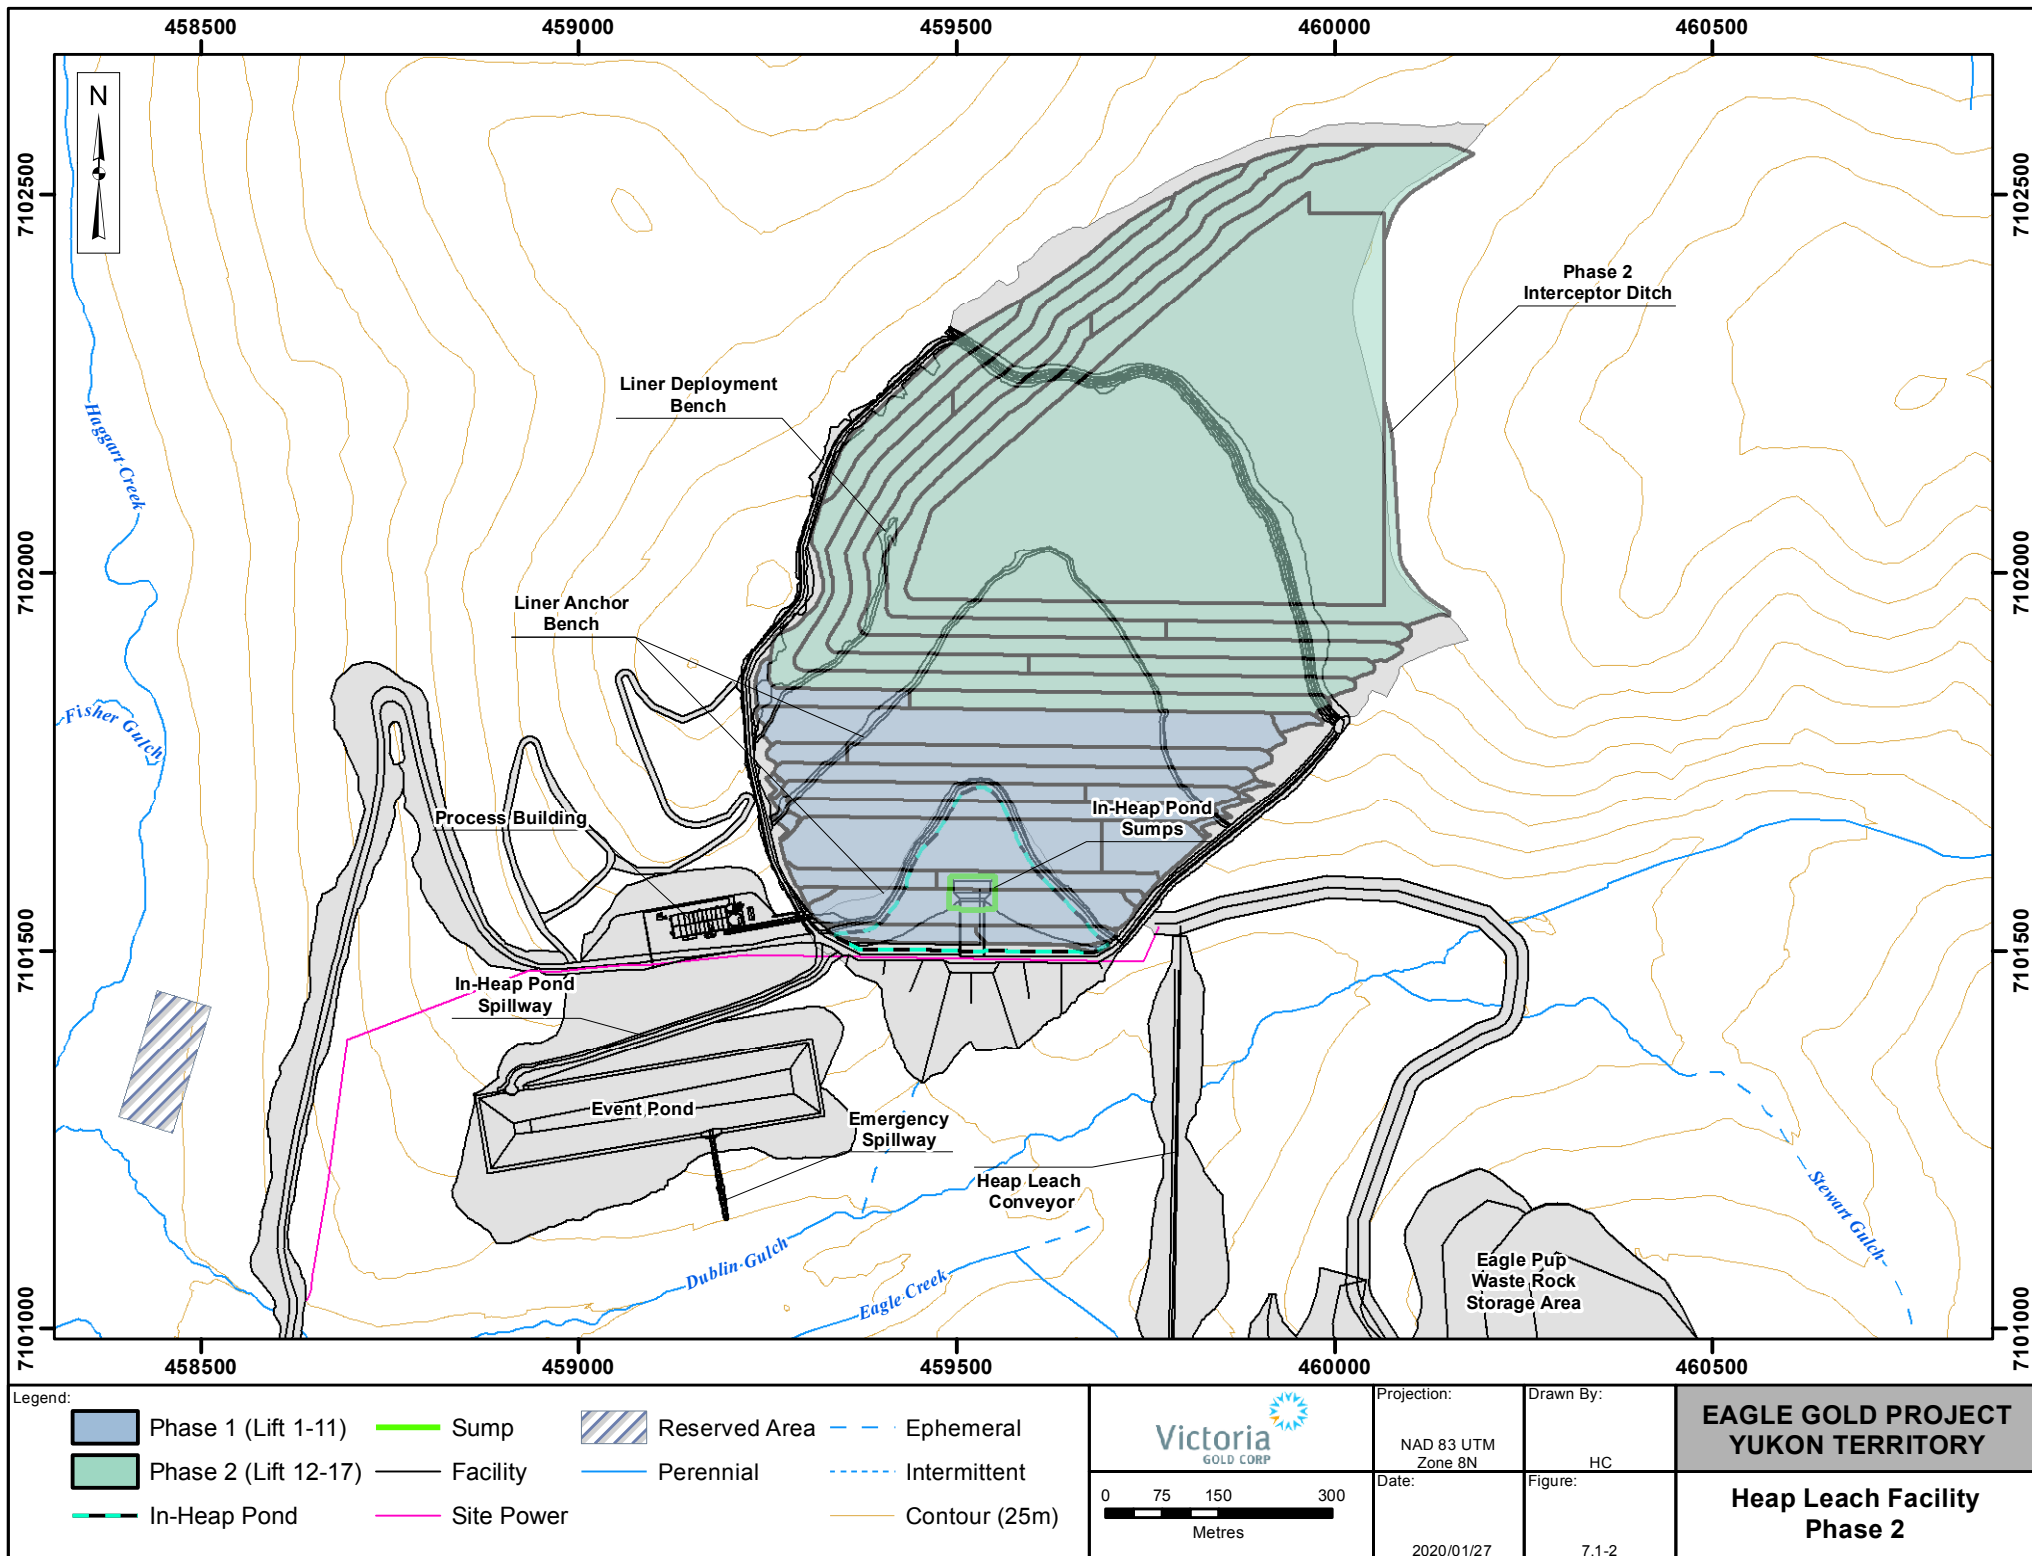 458500 459000 459500 460000 460500
7102500
7102000
7101500
7101000
N
7102500
7102000
7101500
7101000
Phase 2
Interceptor Ditch
Liner Deployment
Bench
Haggart Creek
Liner Anchor
Bench
Fisher Gulch
In-Heap Pond
Sumps
Process Building
In-Heap Pond
Spillway
Event Pond
Emergency
Spillway
Heap Leach
Conveyor
Stewart Gulch
Dublin Gulch
Eagle Creek
Eagle Pup
Waste Rock
Storage Area
458500 459000 459500 460000 460500
Legend:
Phase 1 (Lift 1-11)
Phase 2 (Lift 12-17)
In-Heap Pond
Sump
Facility
Site Power
Reserved Area
Perennial
Ephemeral
Intermittent
Contour (25m)
Victoria
GOLD CORP
0 75 150 300
Metres
Projection:
NAD 83 UTM
Zone 8N
Drawn By:
HC
Date:
2020/01/27
Figure:
7.1-2
EAGLE GOLD PROJECT
YUKON TERRITORY
Heap Leach Facility
Phase 2